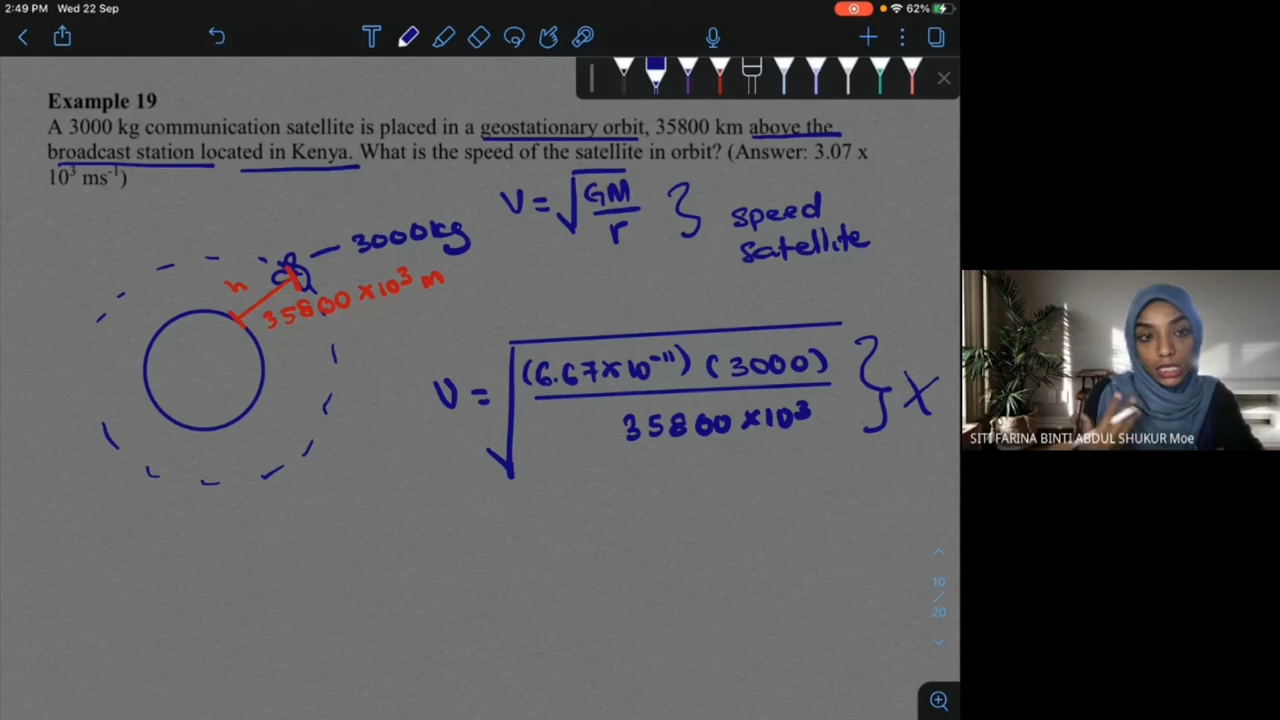 2:49 PM Wed 22 Sep
62%
Example 19
A 3000 kg communication satellite is placed in a geostationary orbit, 35800 km above the
broadcast station located in Kenya. What is the speed of the satellite in orbit? (Answer: 3.07 x
10³ ms⁻¹)
V = √(GM/r) } speed
satellite
3000kg
h
35800 × 10³ m
V = √((6.67×10⁻¹¹)(3000)/35800×10³) } X
SITI FARINA BINTI ABDUL SHUKUR Moe
10
/
20